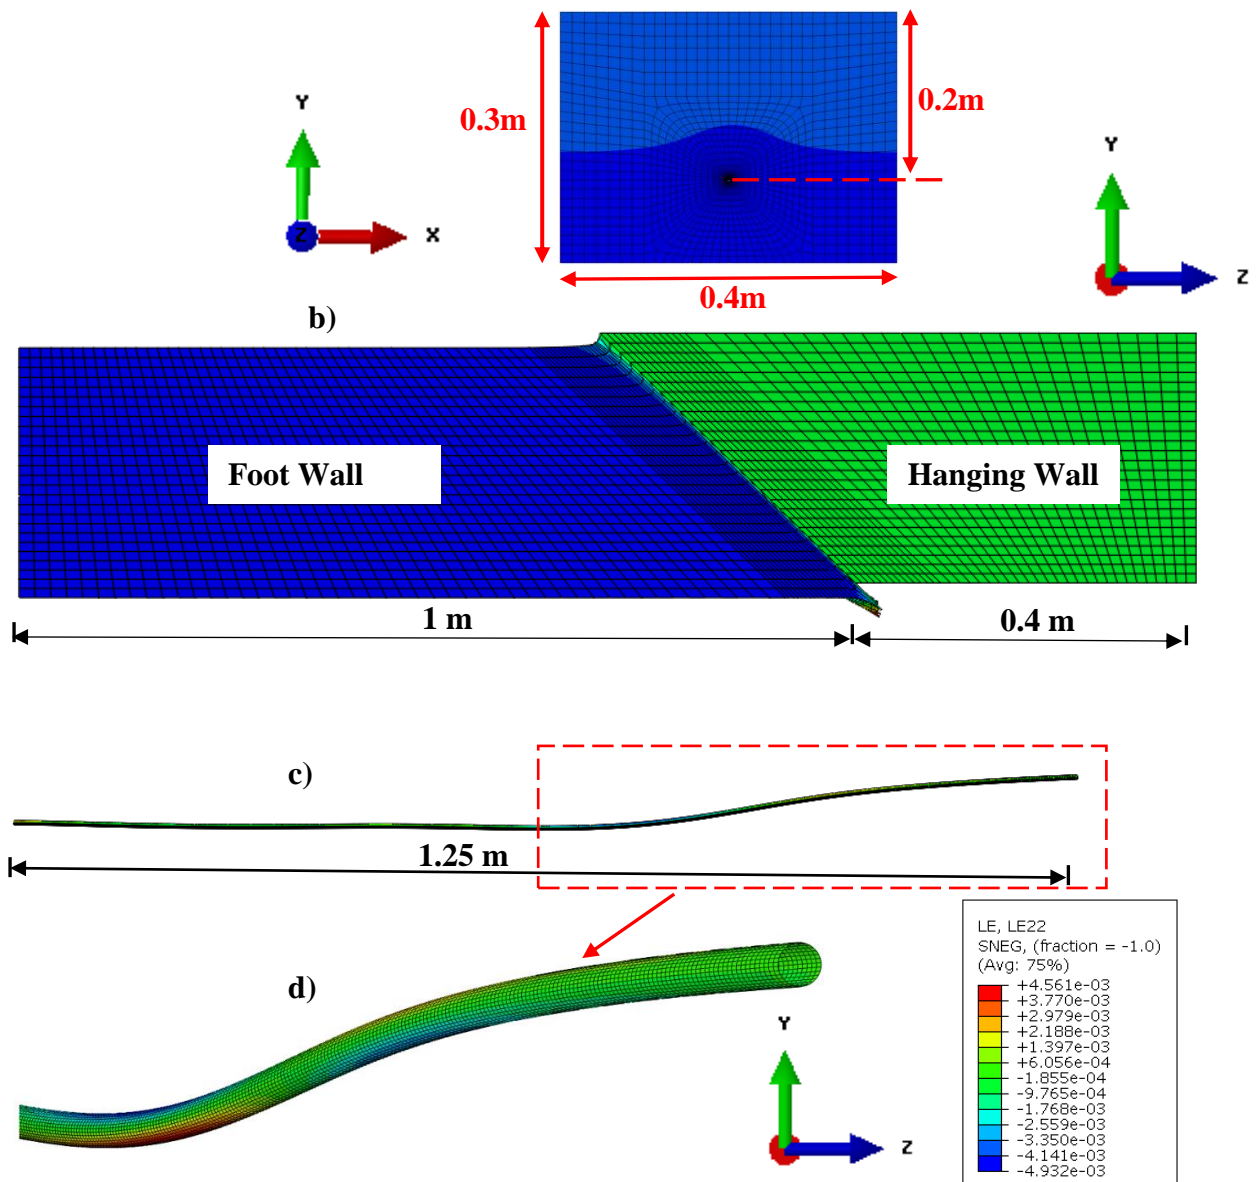 Y
Z
X
0.3m
0.2m
0.4m
Y
Z
b)
Foot Wall
Hanging Wall
1 m
0.4 m
c)
1.25 m
d)
Y
Z
LE, LE22
SNEG, (fraction = -1.0)
(Avg: 75%)
+4.561e-03
+3.770e-03
+2.979e-03
+2.188e-03
+1.397e-03
+6.056e-04
-1.855e-04
-9.765e-04
-1.768e-03
-2.559e-03
-3.350e-03
-4.141e-03
-4.932e-03